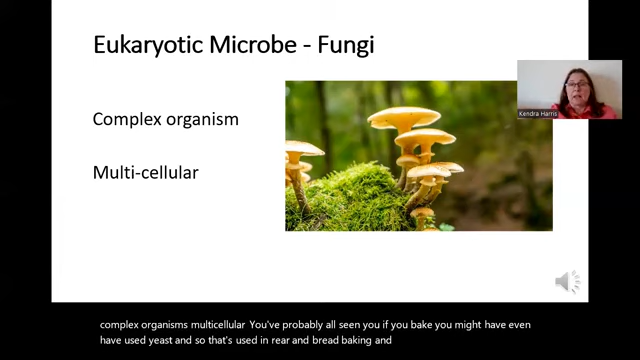 Eukaryotic Microbe - Fungi
Complex organism
Kendra Harris
Multi-cellular
complex organisms multicellular You've probably all seen you if you bake you might have even
have used yeast and so that's used in rear and bread baking and